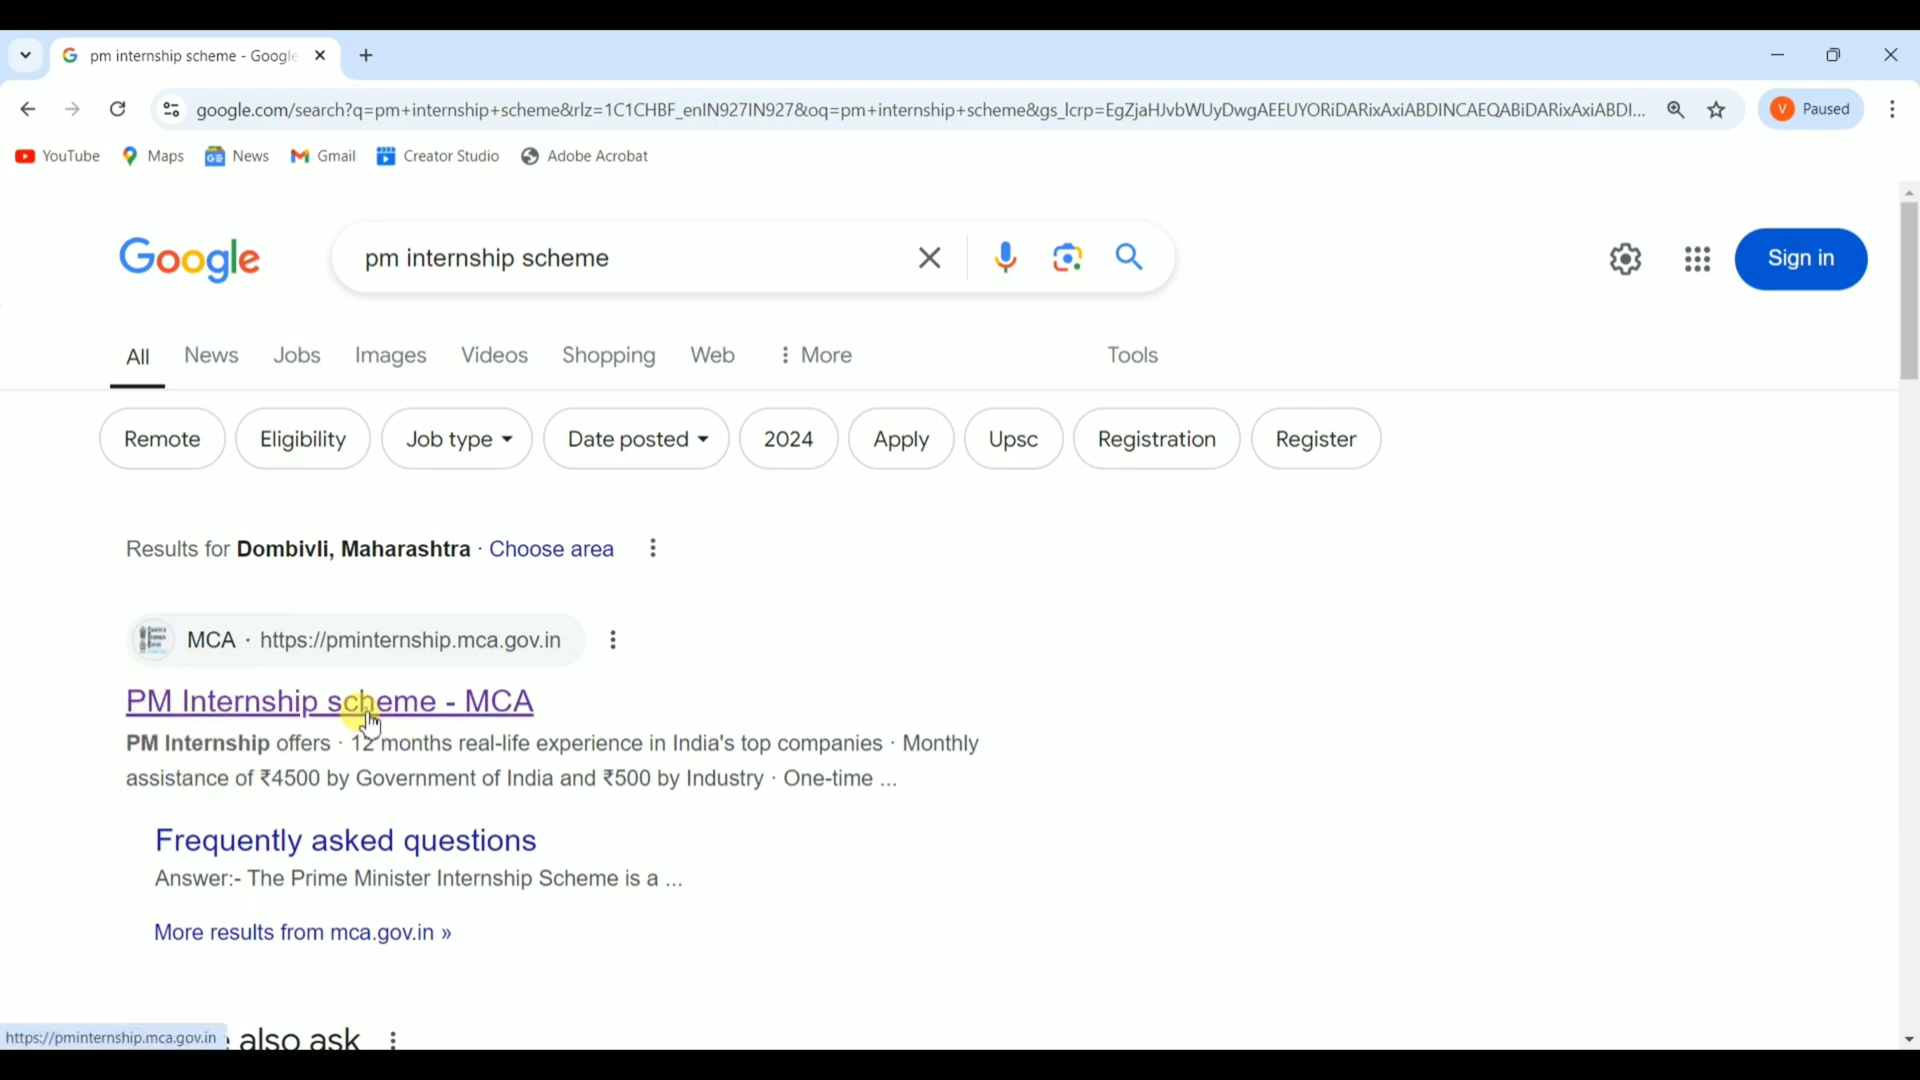 pm internship scheme - Google
google.com/search?q=pm+internship+scheme&rlz=1C1CHBF_enIN927IN927&oq=pm+internship+scheme&gs_lcrp=EgZjaHJvbWUyDwgAEEUYORiDARixAxiABDINCAEQABiDARixAxiABDI...
V Paused
YouTube Maps News Gmail Creator Studio Adobe Acrobat
Google pm internship scheme Sign in
All News Jobs Images Videos Shopping Web More Tools
Remote Eligibility Job type Date posted 2024 Apply Upsc Registration Register
Results for Dombivli, Maharashtra · Choose area
MCA · https://pminternship.mca.gov.in
PM Internship scheme - MCA
PM Internship offers · 12 months real-life experience in India's top companies · Monthly
assistance of ₹4500 by Government of India and ₹500 by Industry · One-time ...
Frequently asked questions
Answer:- The Prime Minister Internship Scheme is a ...
More results from mca.gov.in »
also ask
https://pminternship.mca.gov.in